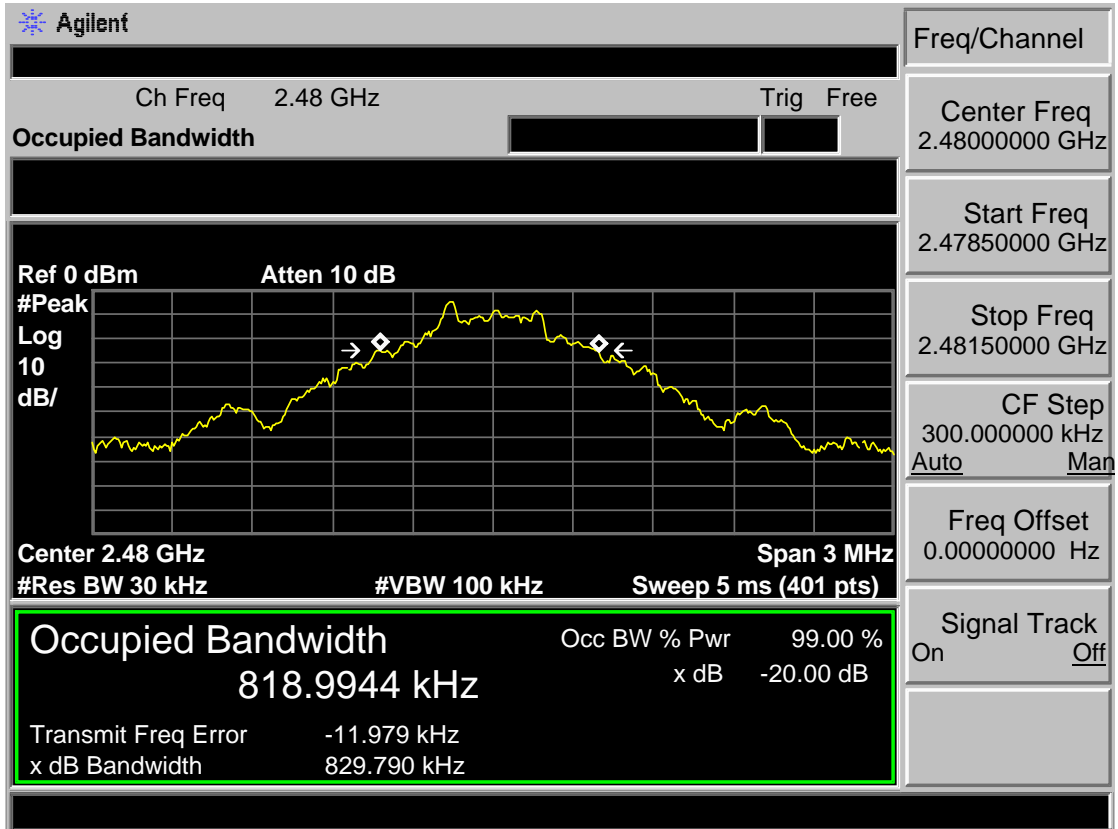 Agilent
Freq/Channel
Ch Freq 2.48 GHz Trig Free
Occupied Bandwidth
Center Freq
2.48000000 GHz
Start Freq
2.47850000 GHz
Stop Freq
2.48150000 GHz
CF Step
300.000000 kHz
Auto Man
Freq Offset
0.00000000 Hz
Signal Track
On Off
Ref 0 dBm Atten 10 dB
#Peak
Log
10
dB/
Center 2.48 GHz Span 3 MHz
#Res BW 30 kHz #VBW 100 kHz Sweep 5 ms (401 pts)
Occupied Bandwidth
818.9944 kHz
Occ BW % Pwr 99.00 %
x dB -20.00 dB
Transmit Freq Error -11.979 kHz
x dB Bandwidth 829.790 kHz